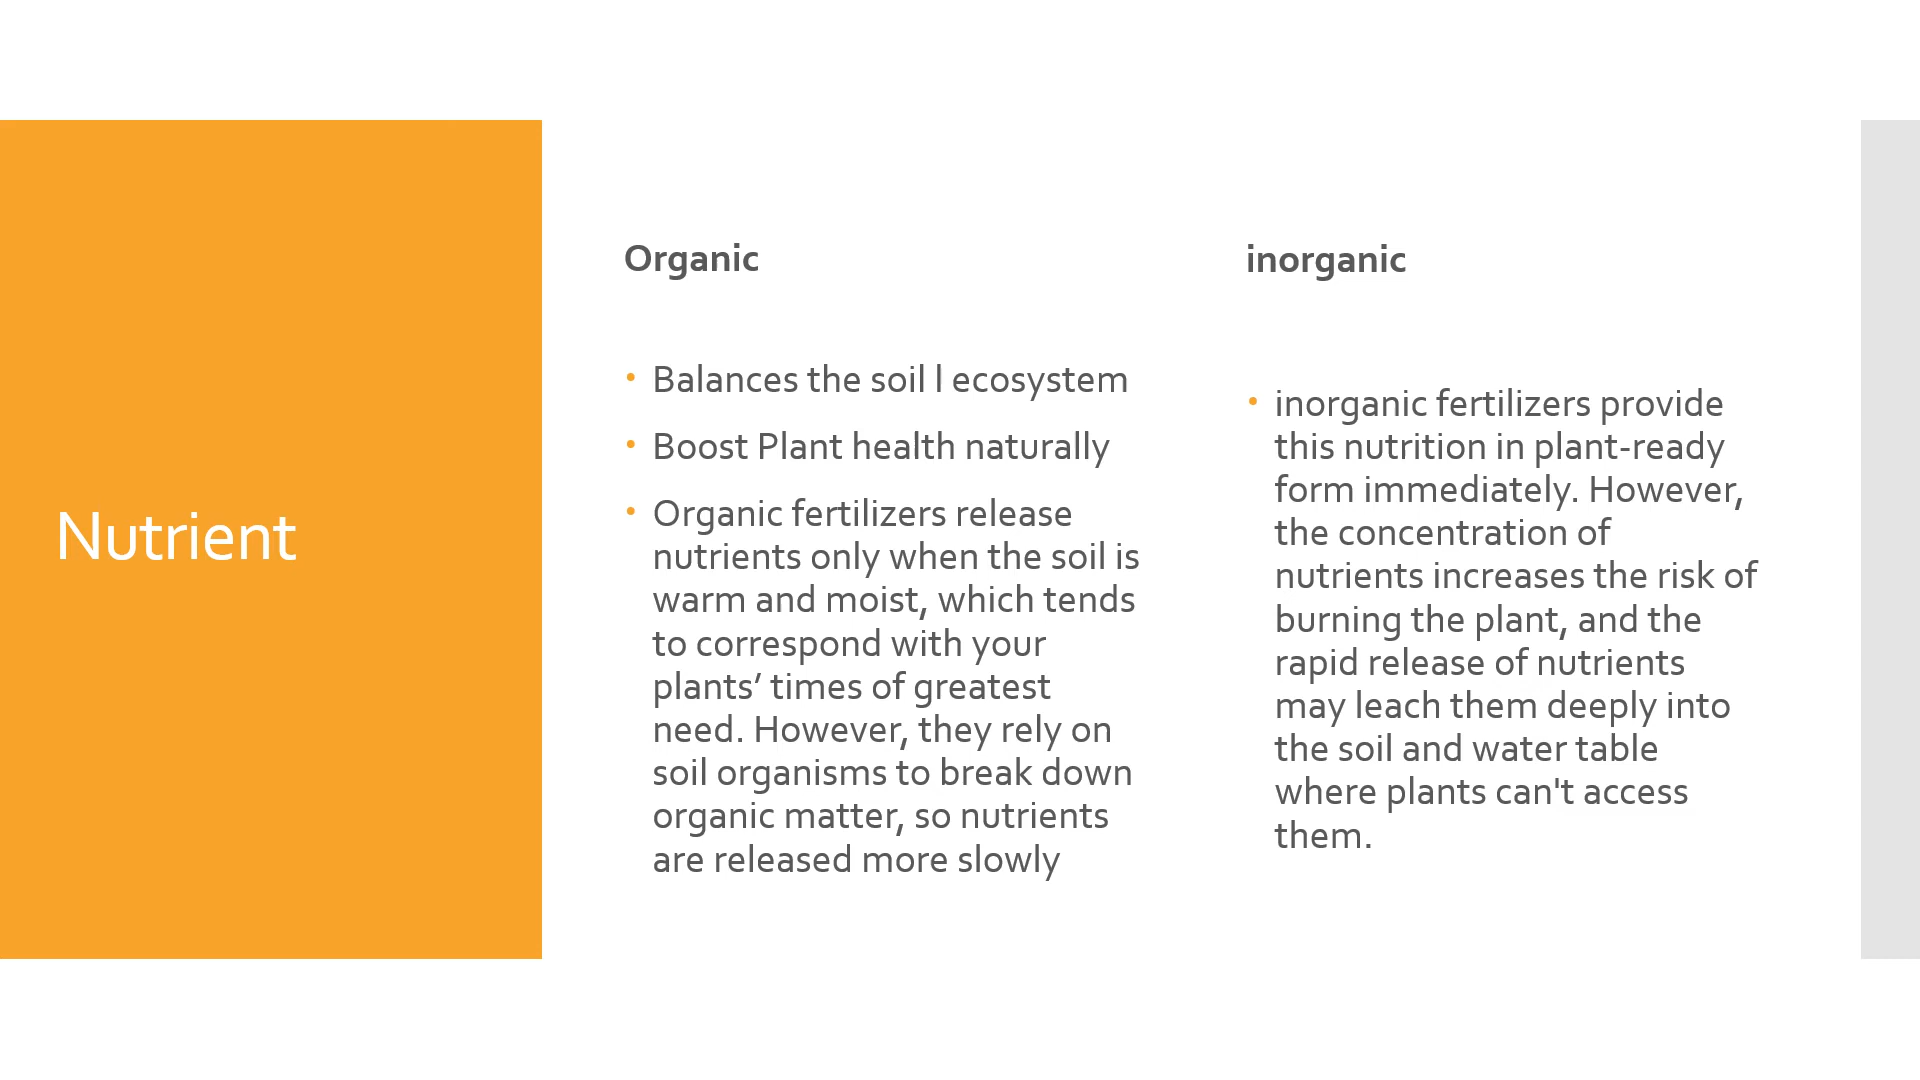 Nutrient
Organic
• Balances the soil l ecosystem
• Boost Plant health naturally
• Organic fertilizers release
nutrients only when the soil is
warm and moist, which tends
to correspond with your
plants’ times of greatest
need. However, they rely on
soil organisms to break down
organic matter, so nutrients
are released more slowly
inorganic
• inorganic fertilizers provide
this nutrition in plant-ready
form immediately. However,
the concentration of
nutrients increases the risk of
burning the plant, and the
rapid release of nutrients
may leach them deeply into
the soil and water table
where plants can't access
them.